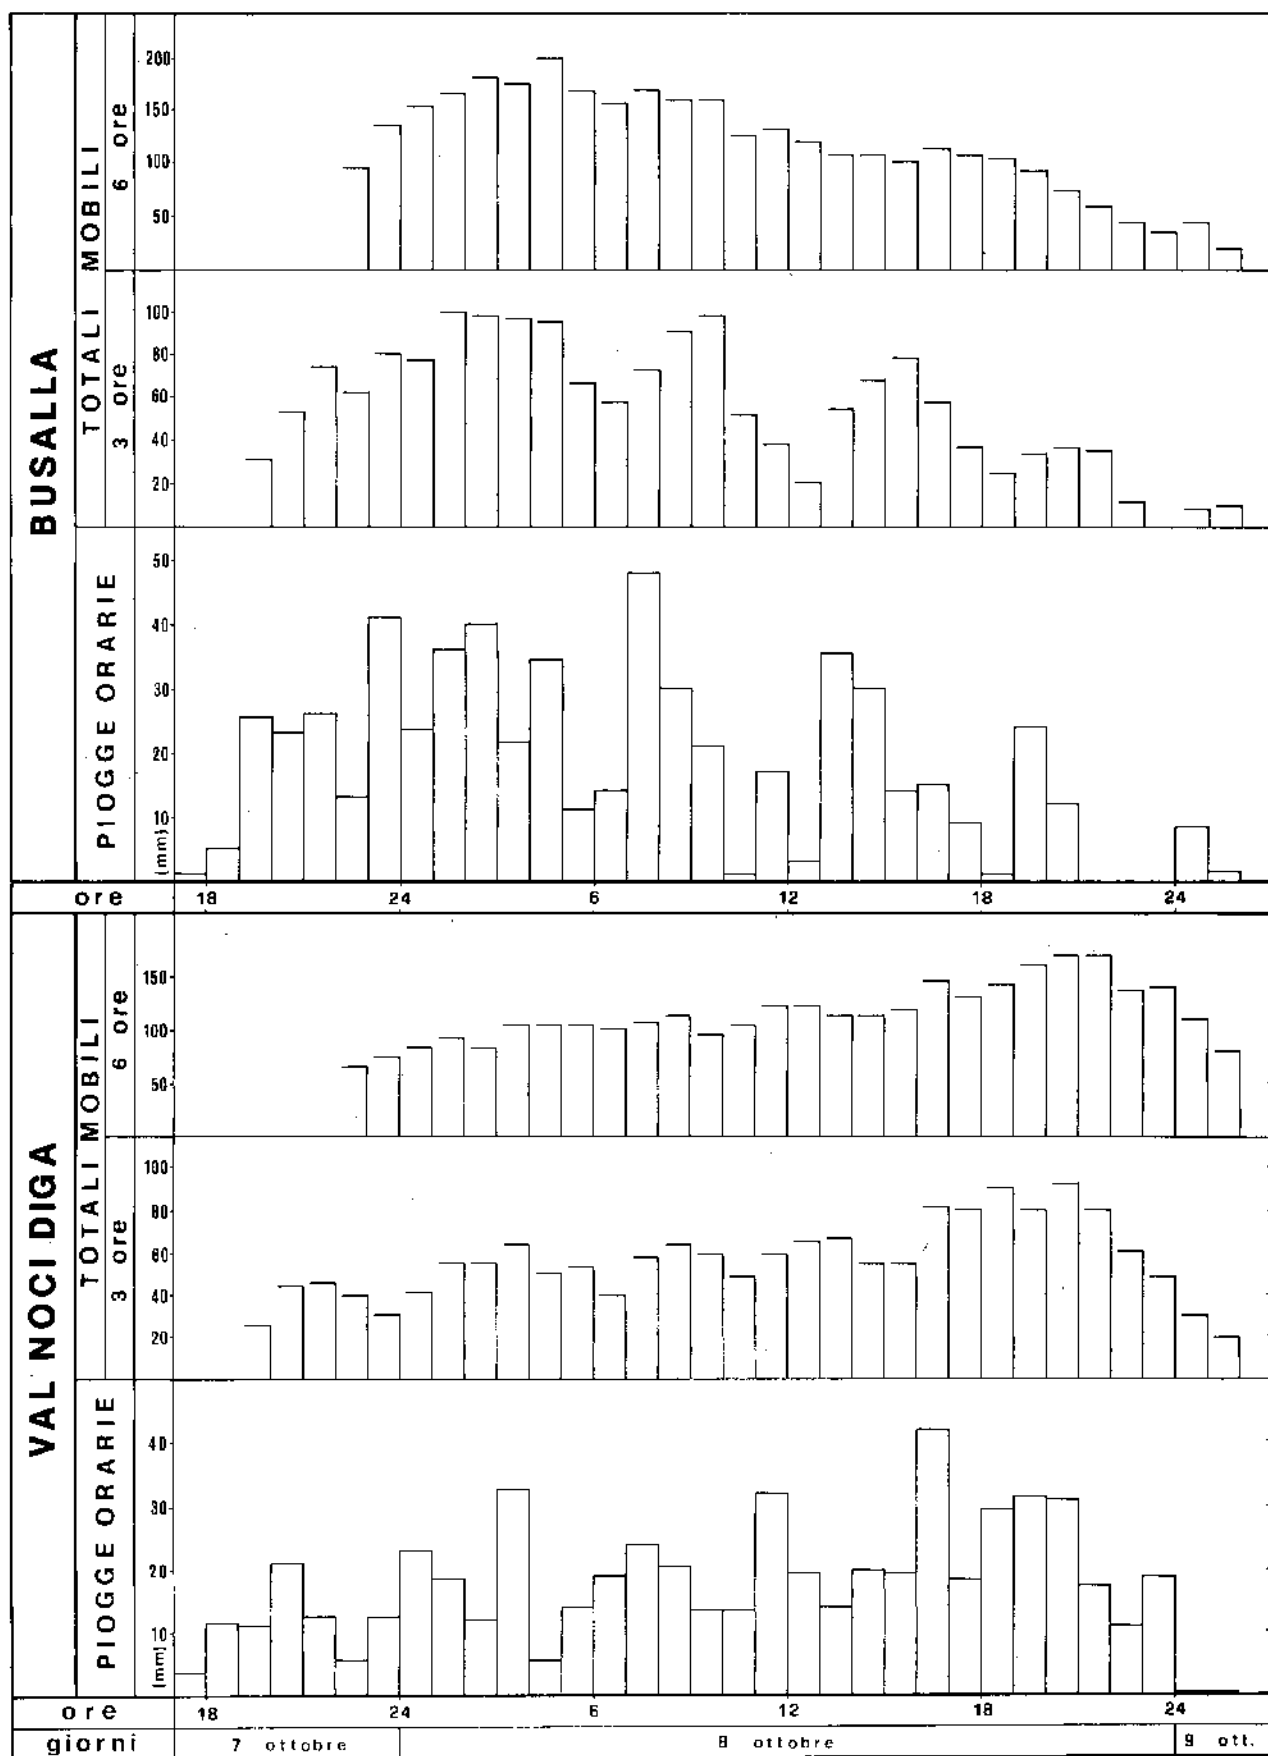 BUSALLA
TOTALI MOBILI
6 ore
200
150
100
50
3 ore
100
80
60
40
20
PIOGGE ORARIE
50
40
30
20
10
(mm)
ore 18 24 6 12 18 24
VAL NOCI DIGA
TOTALI MOBILI
6 ore
150
100
50
3 ore
100
80
60
40
20
PIOGGE ORARIE
40
30
20
10
(mm)
ore 18 24 6 12 18 24
giorni 7 ottobre 8 ottobre 9 ott.